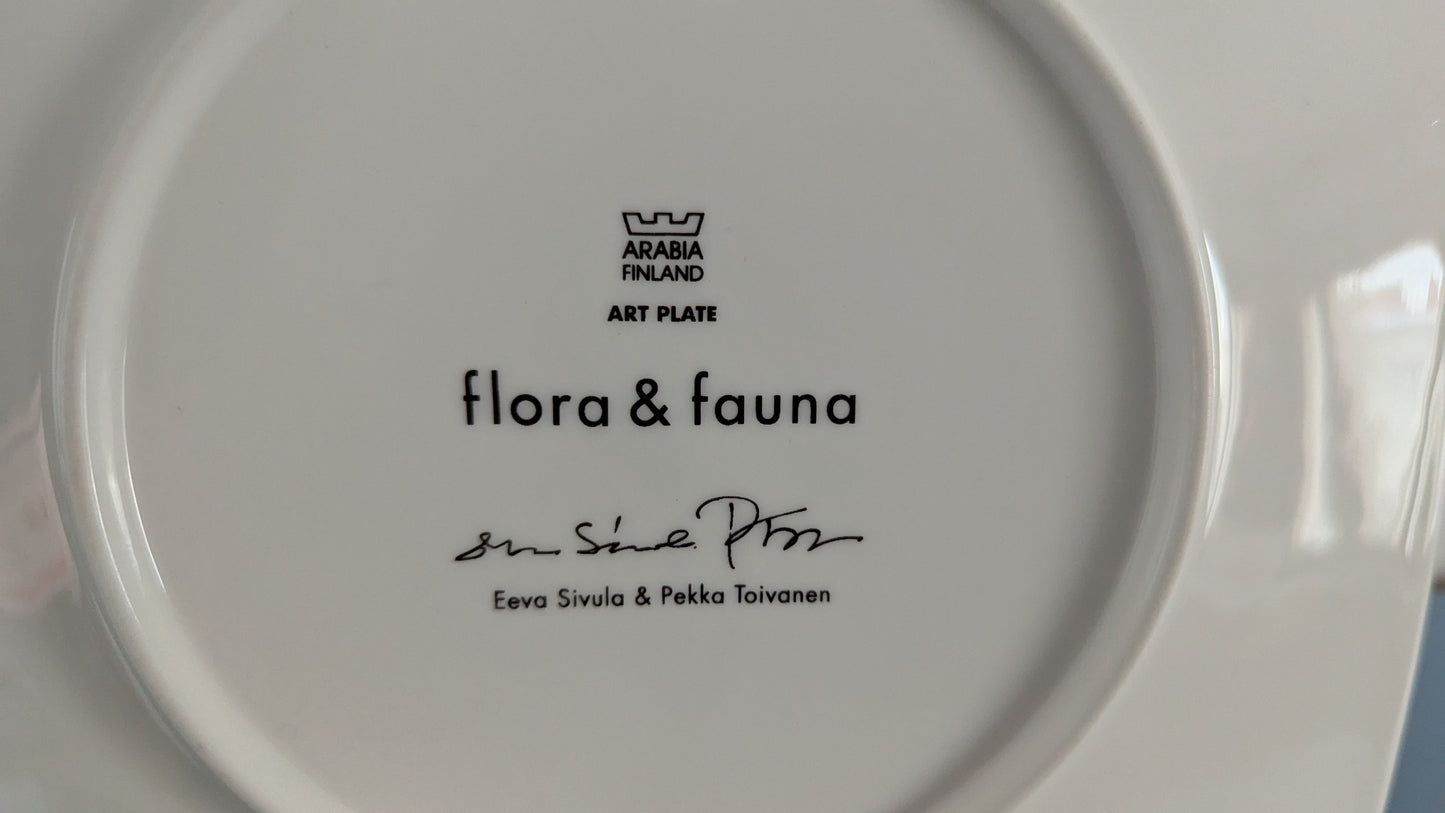 ARABIA
FINLAND
ART PLATE
flora & fauna
Eeva Sivula & Pekka Toivanen